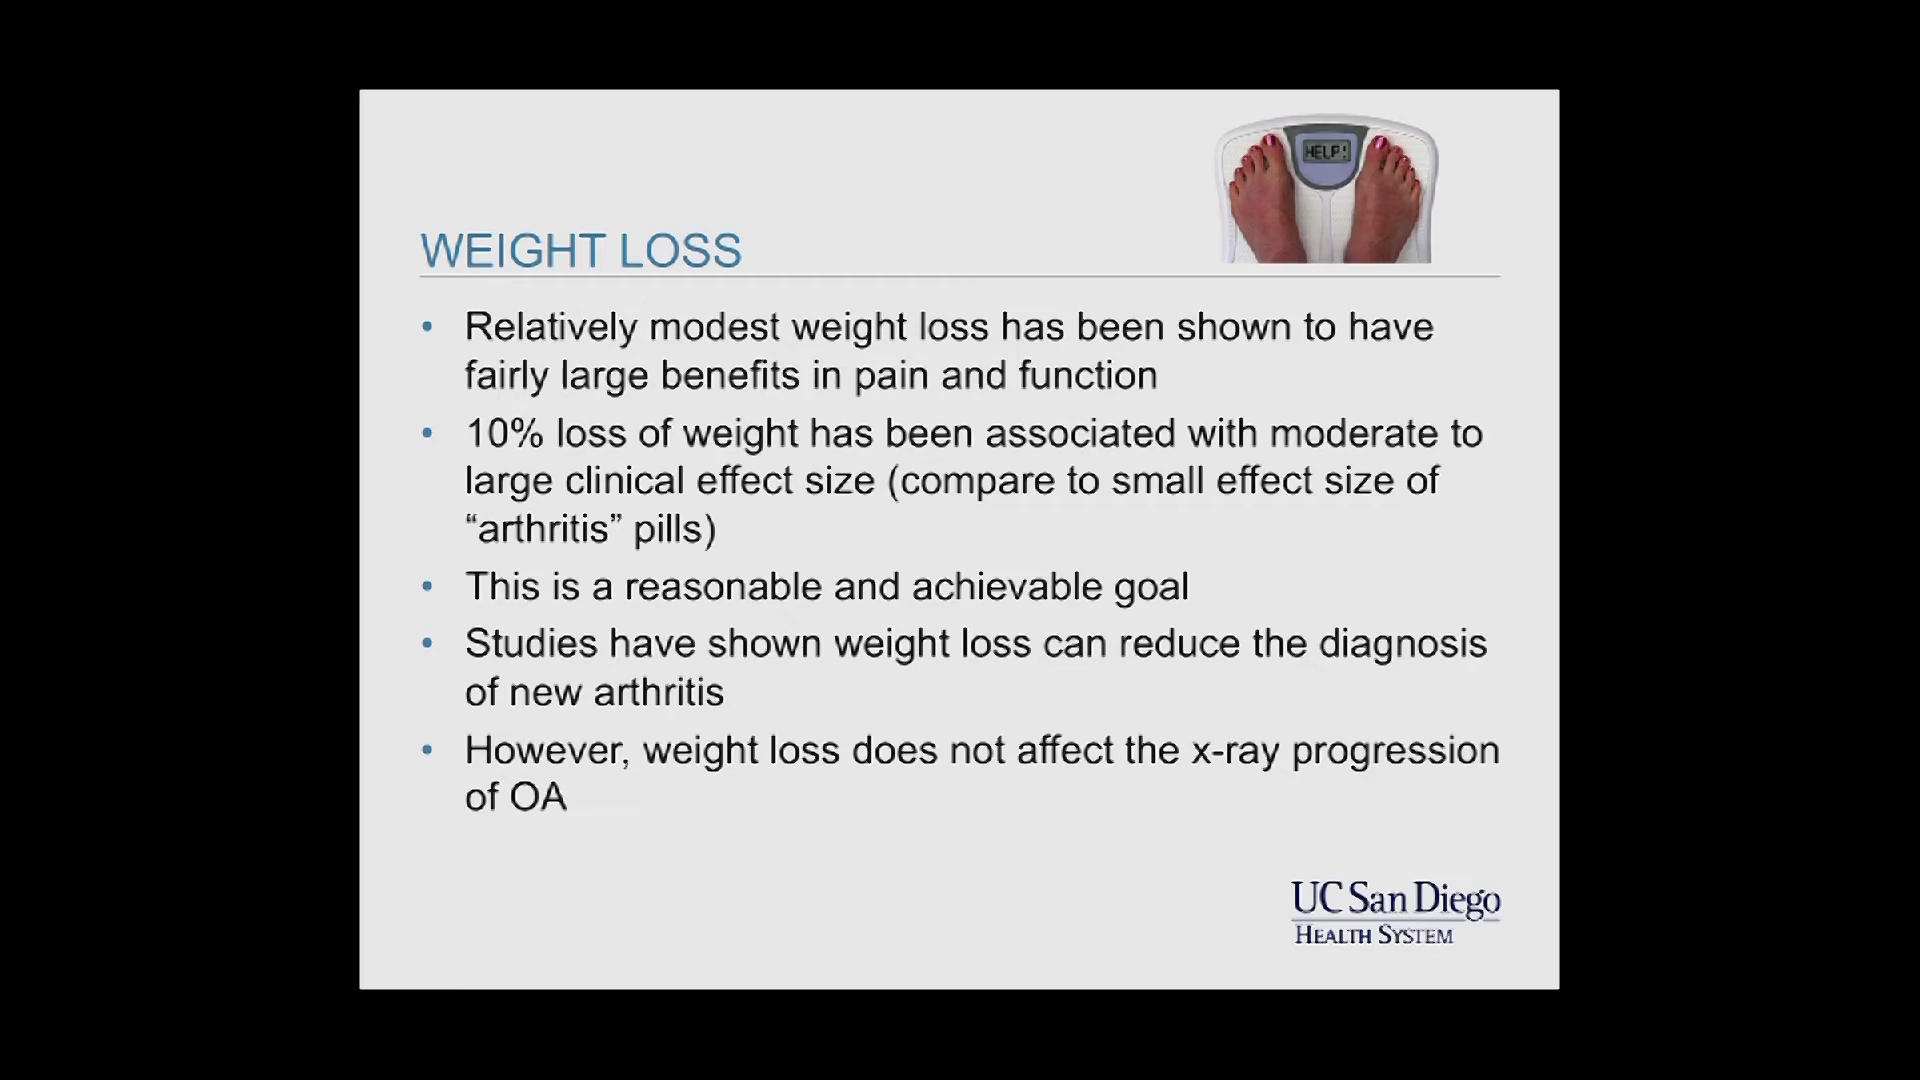 HELP!
WEIGHT LOSS
• Relatively modest weight loss has been shown to have
fairly large benefits in pain and function
• 10% loss of weight has been associated with moderate to
large clinical effect size (compare to small effect size of
“arthritis” pills)
• This is a reasonable and achievable goal
• Studies have shown weight loss can reduce the diagnosis
of new arthritis
• However, weight loss does not affect the x-ray progression
of OA
UC San Diego
HEALTH SYSTEM